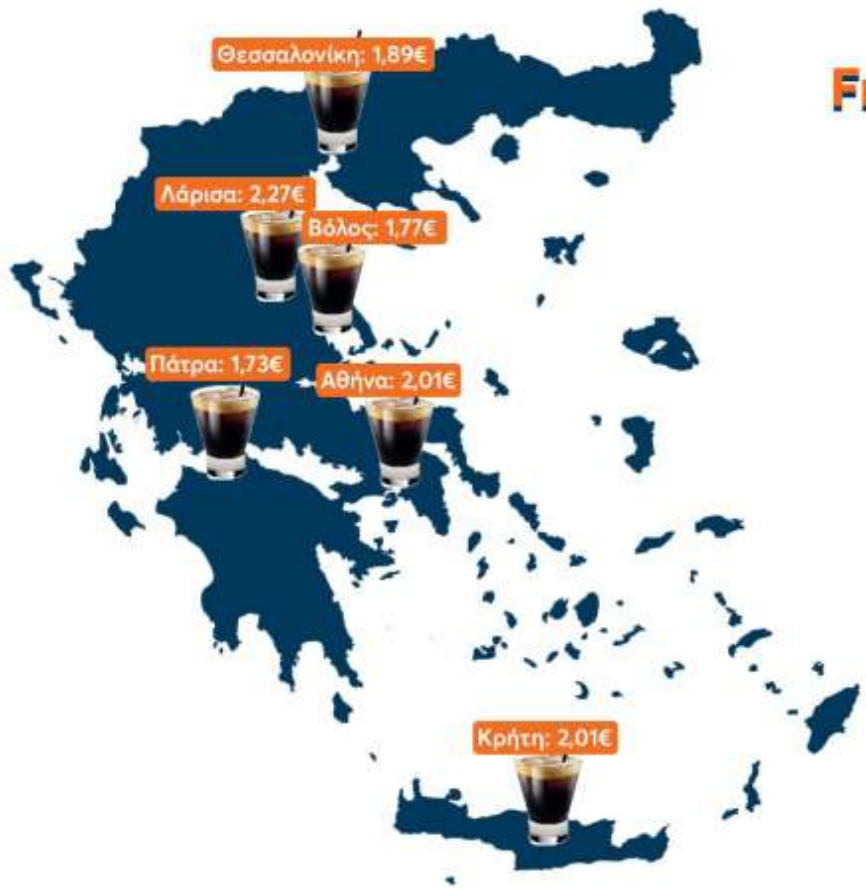 Θεσσαλονίκη: 1,89€
Λάρισα: 2,27€
Βόλος: 1,77€
Πάτρα: 1,73€
Αθήνα: 2,01€
Κρήτη: 2,01€